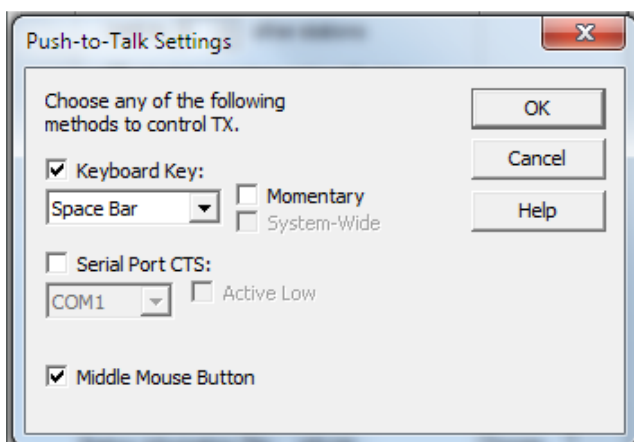 Push-to-Talk Settings
Choose any of the following
methods to control TX.
OK
Cancel
Help
Keyboard Key:
Space Bar
Momentary
System-Wide
Serial Port CTS:
COM1
Active Low
Middle Mouse Button